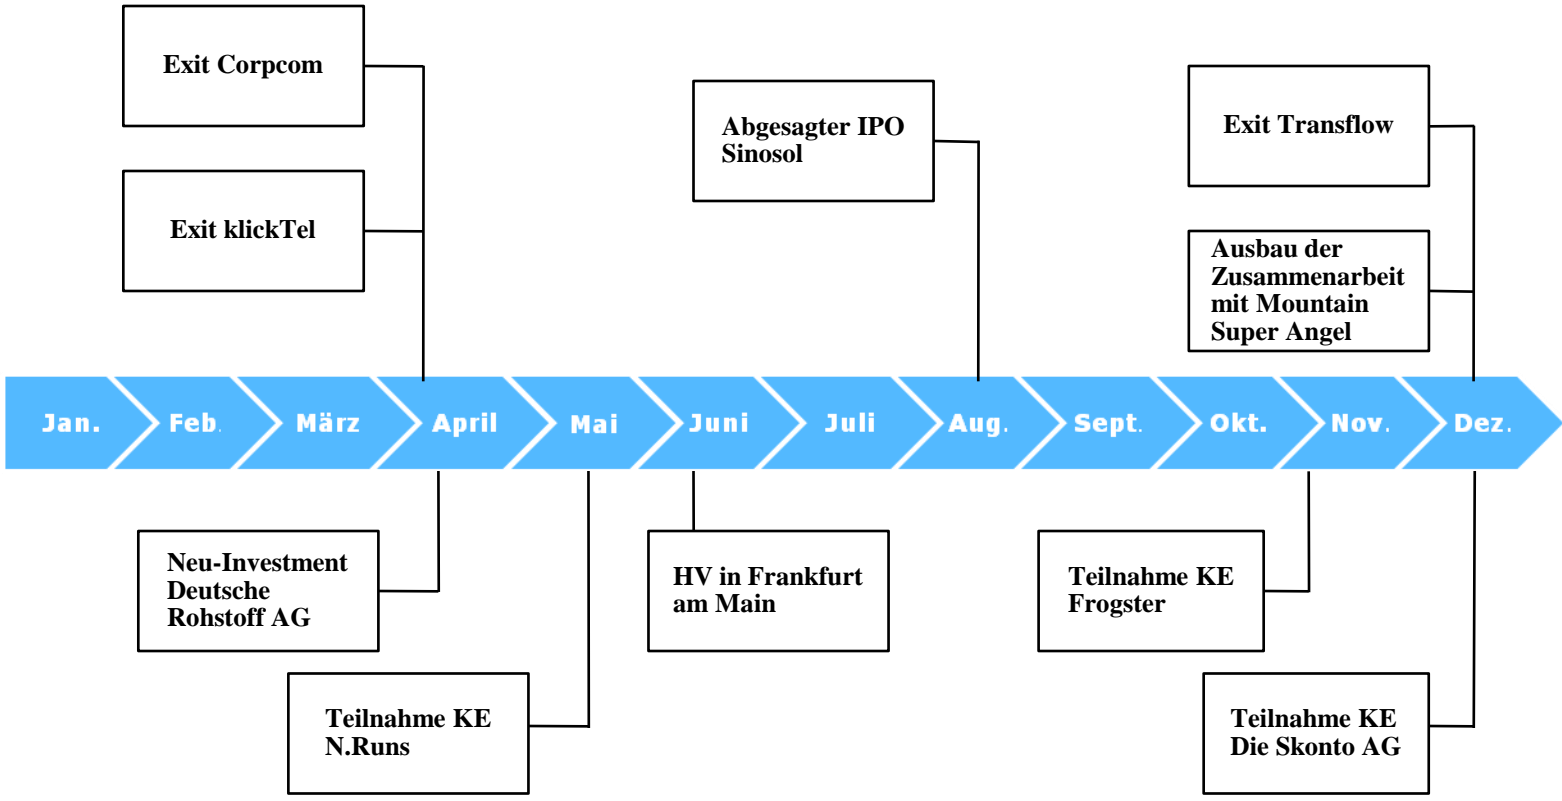 Exit Corpcom
Exit klickTel
Abgesagter IPO
Sinosol
Exit Transflow
Ausbau der
Zusammenarbeit
mit Mountain
Super Angel
Jan. Feb. März April Mai Juni Juli Aug. Sept. Okt. Nov. Dez.
Neu-Investment
Deutsche
Rohstoff AG
Teilnahme KE
N.Runs
HV in Frankfurt
am Main
Teilnahme KE
Frogster
Teilnahme KE
Die Skonto AG